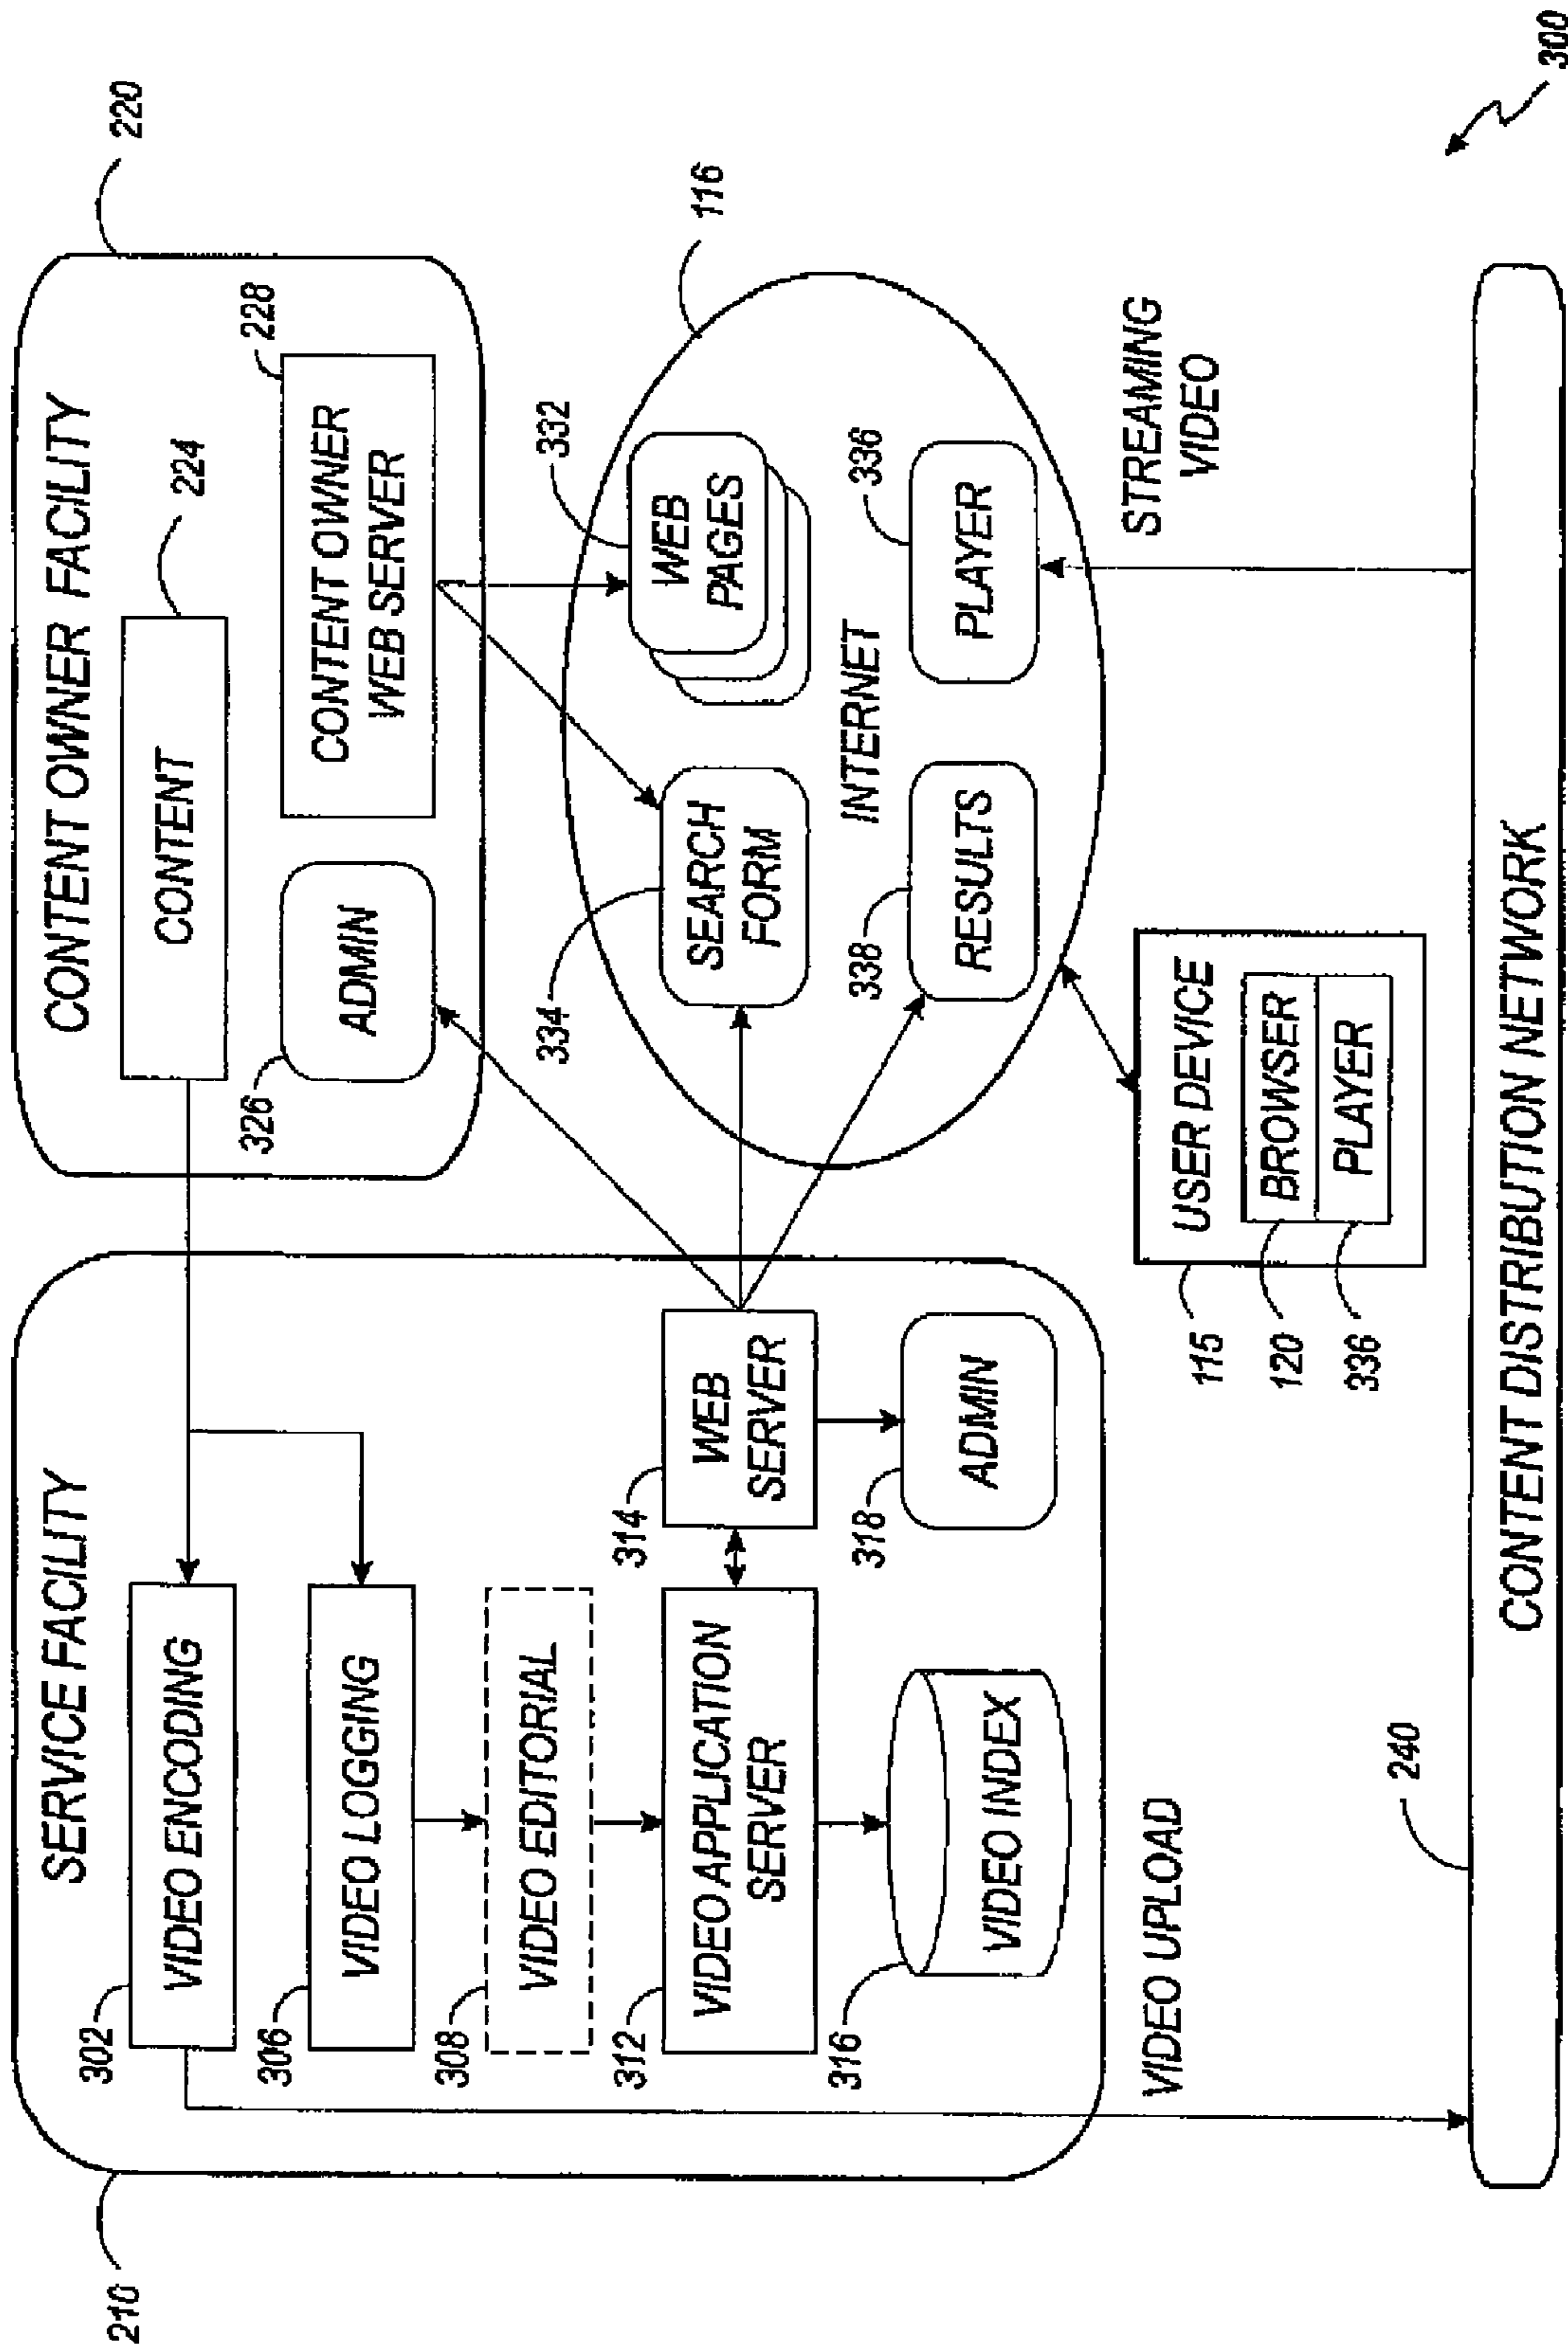 SERVICE FACILITY
210
302
VIDEO ENCODING
306
VIDEO LOGGING
308
VIDEO EDITORIAL
312
VIDEO APPLICATION
SERVER
314
WEB
SERVER
316
VIDEO INDEX
318
ADMIN
CONTENT OWNER FACILITY
220
CONTENT
224
326
ADMIN
228
CONTENT OWNER
WEB SERVER
116
334
SEARCH
FORM
332
WEB
PAGES
INTERNET
338
RESULTS
336
PLAYER
VIDEO UPLOAD
115
USER DEVICE
120
BROWSER
336
PLAYER
STREAMING
VIDEO
240
CONTENT DISTRIBUTION NETWORK
300